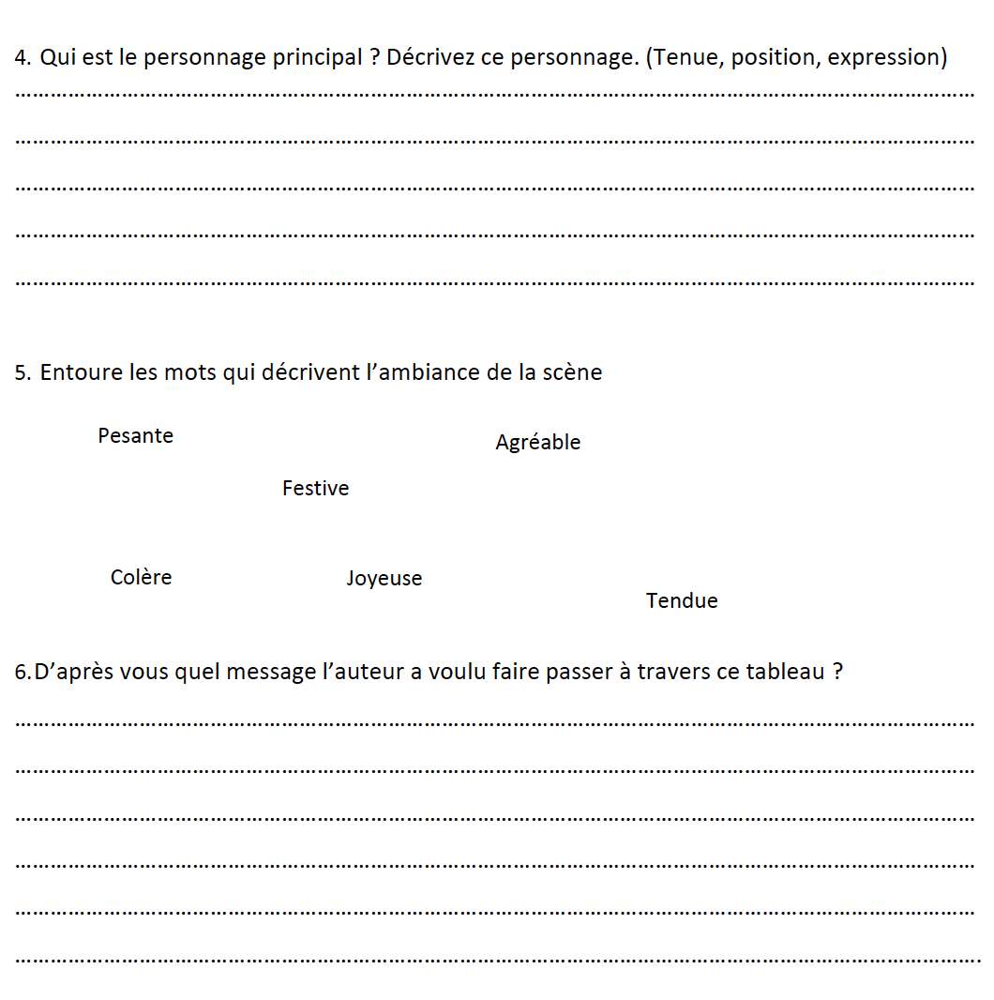 4. Qui est le personnage principal ? Décrivez ce personnage. (Tenue, position, expression)
……………………………………………………………………………………………………………………………………………
……………………………………………………………………………………………………………………………………………
……………………………………………………………………………………………………………………………………………
……………………………………………………………………………………………………………………………………………
……………………………………………………………………………………………………………………………………………
5. Entoure les mots qui décrivent l’ambiance de la scène
Pesante
Agréable
Festive
Colère
Joyeuse
Tendue
6.D’après vous quel message l’auteur a voulu faire passer à travers ce tableau ?
……………………………………………………………………………………………………………………………………………
……………………………………………………………………………………………………………………………………………
……………………………………………………………………………………………………………………………………………
……………………………………………………………………………………………………………………………………………
……………………………………………………………………………………………………………………………………………
…………………………………………………………………………………………………………………………………………….